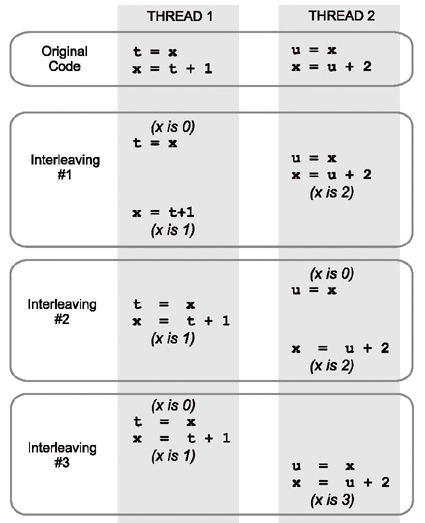 THREAD 1 THREAD 2
Original Code
t = x
x = t + 1
u = x
x = u + 2
Interleaving #1
(x is 0)
t = x
u = x
x = u + 2
(x is 2)
x = t+1
(x is 1)
Interleaving #2
(x is 0)
u = x
t = x
x = t + 1
(x is 1)
x = u + 2
(x is 2)
Interleaving #3
(x is 0)
t = x
x = t + 1
(x is 1)
u = x
x = u + 2
(x is 3)